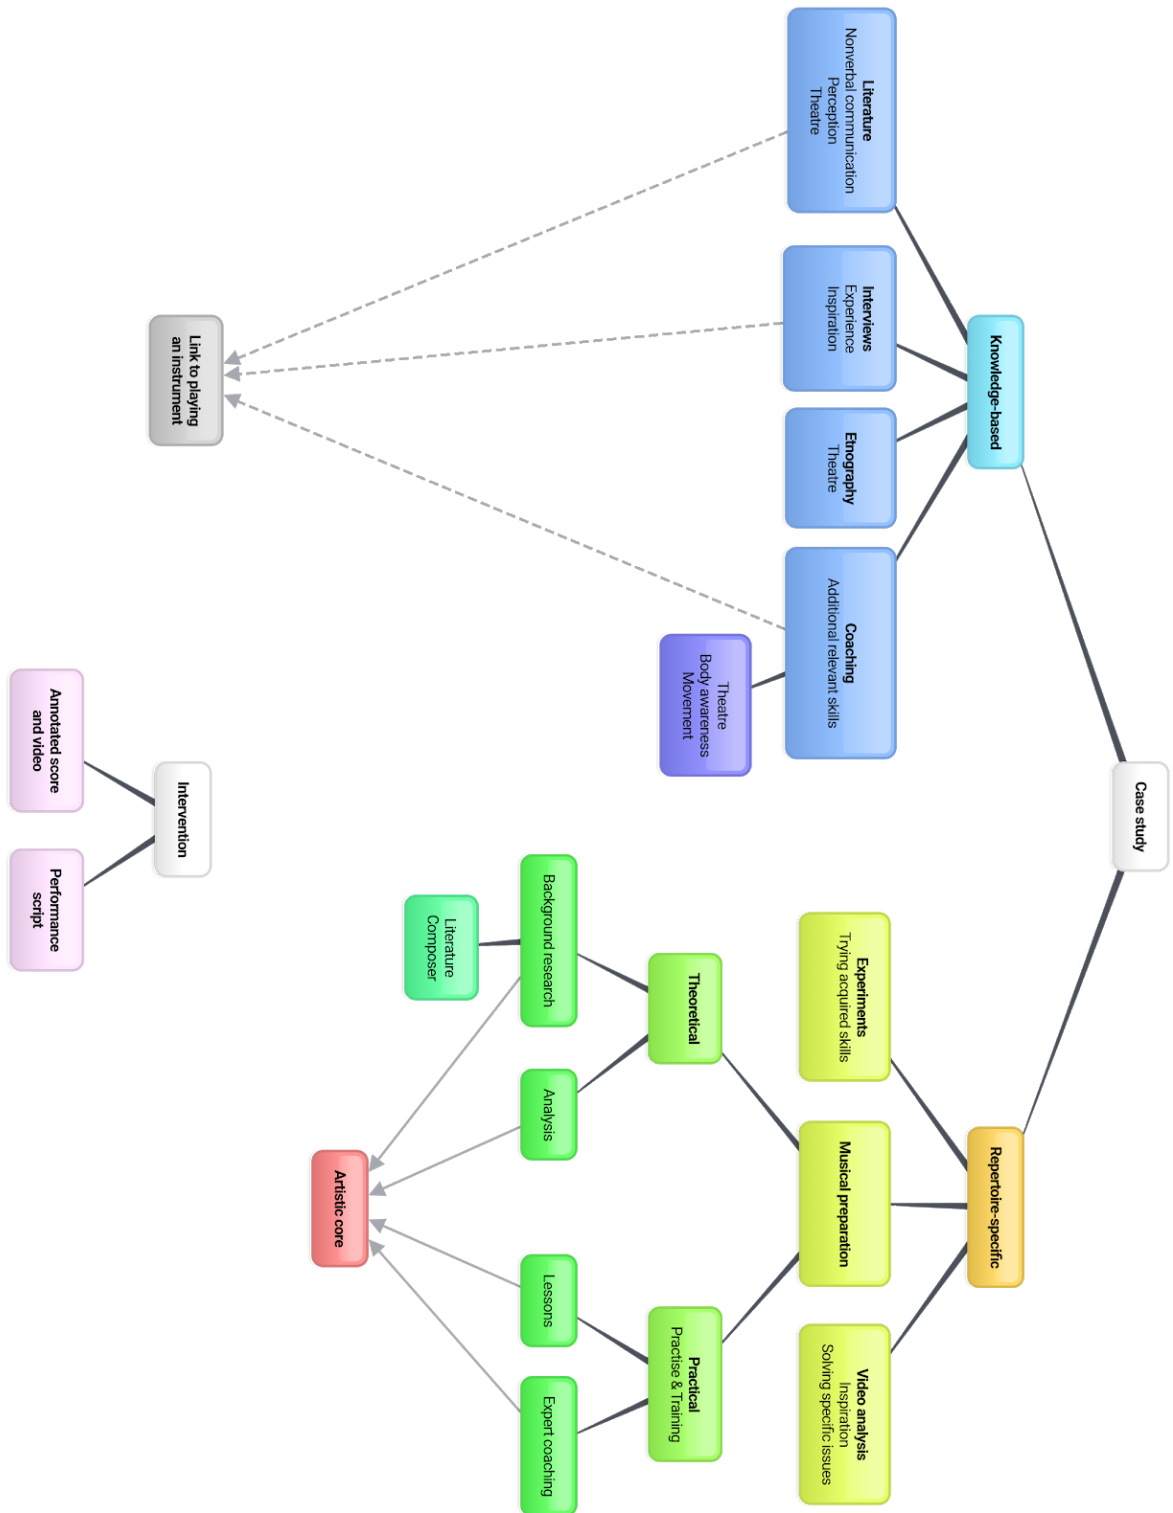 Case study
Knowledge-based
Repertoire-specific
Literature
Nonverbal communication
Perception
Theatre
Interviews
Experience
Inspiration
Etnography
Theatre
Coaching
Additional relevant skills
Theatre
Body awareness
Movement
Link to playing
an instrument
Experiments
Trying acquired skills
Musical preparation
Video analysis
Inspiration
Solving specific issues
Theoretical
Practical
Practise & Training
Background research
Analysis
Lessons
Expert coaching
Literature
Composer
Artistic core
Intervention
Annotated score
and video
Performance
script